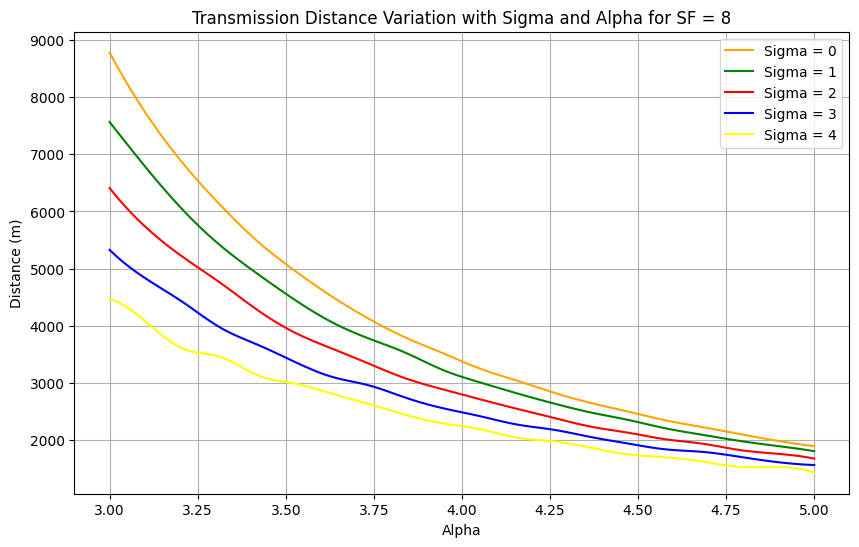 Transmission Distance Variation with Sigma and Alpha for SF = 8
9000
8000
7000
6000
5000
4000
3000
2000
Distance (m)
Sigma = 0
Sigma = 1
Sigma = 2
Sigma = 3
Sigma = 4
3.00 3.25 3.50 3.75 4.00 4.25 4.50 4.75 5.00
Alpha